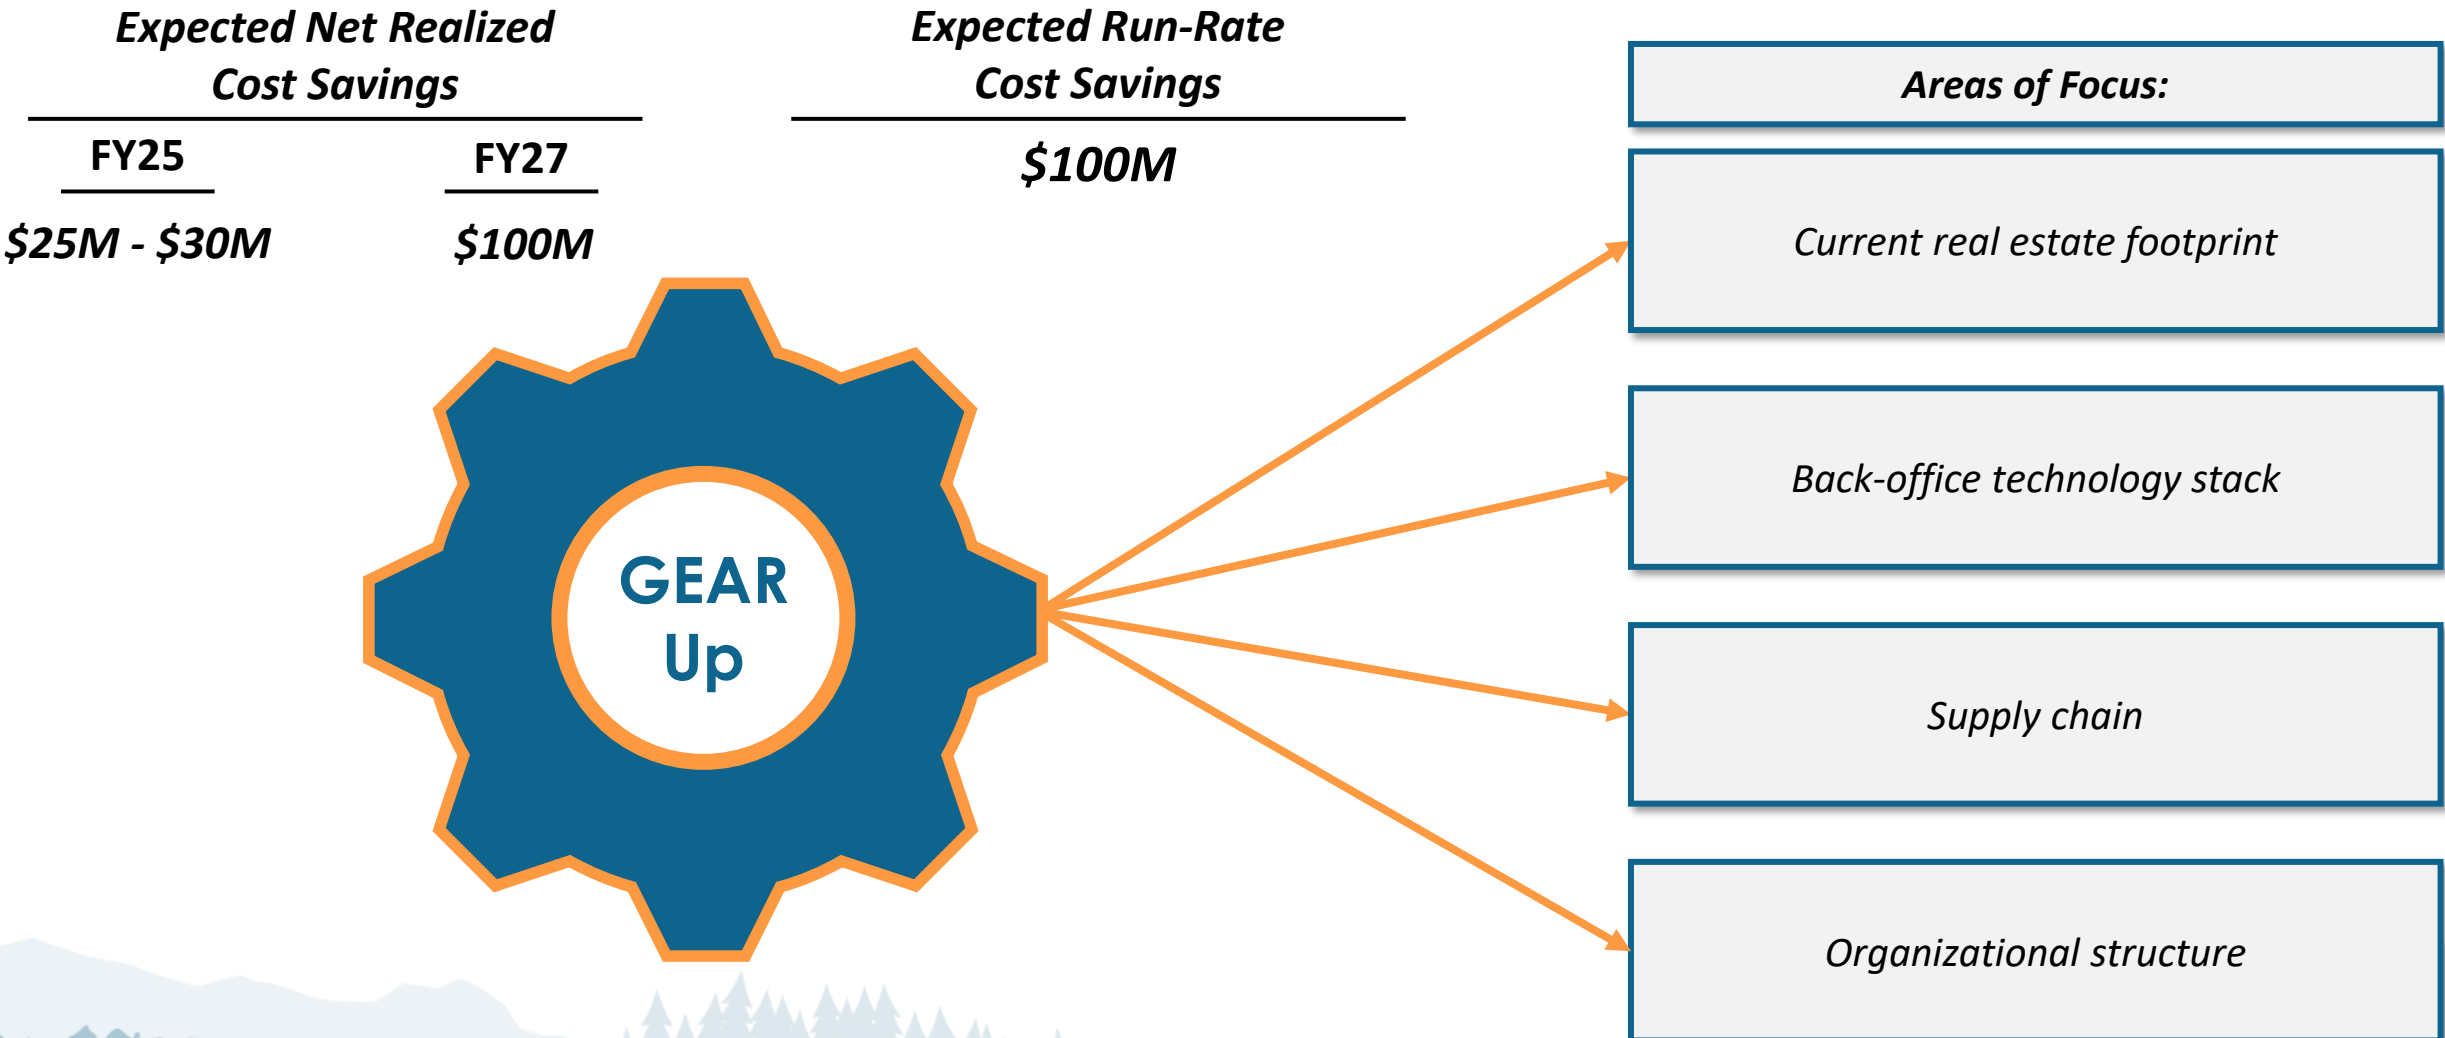 Expected Net Realized
Cost Savings
FY25
FY27
$25M - $30M
$100M
Expected Run-Rate
Cost Savings
$100M
GEAR
Up
Areas of Focus:
Current real estate footprint
Back-office technology stack
Supply chain
Organizational structure